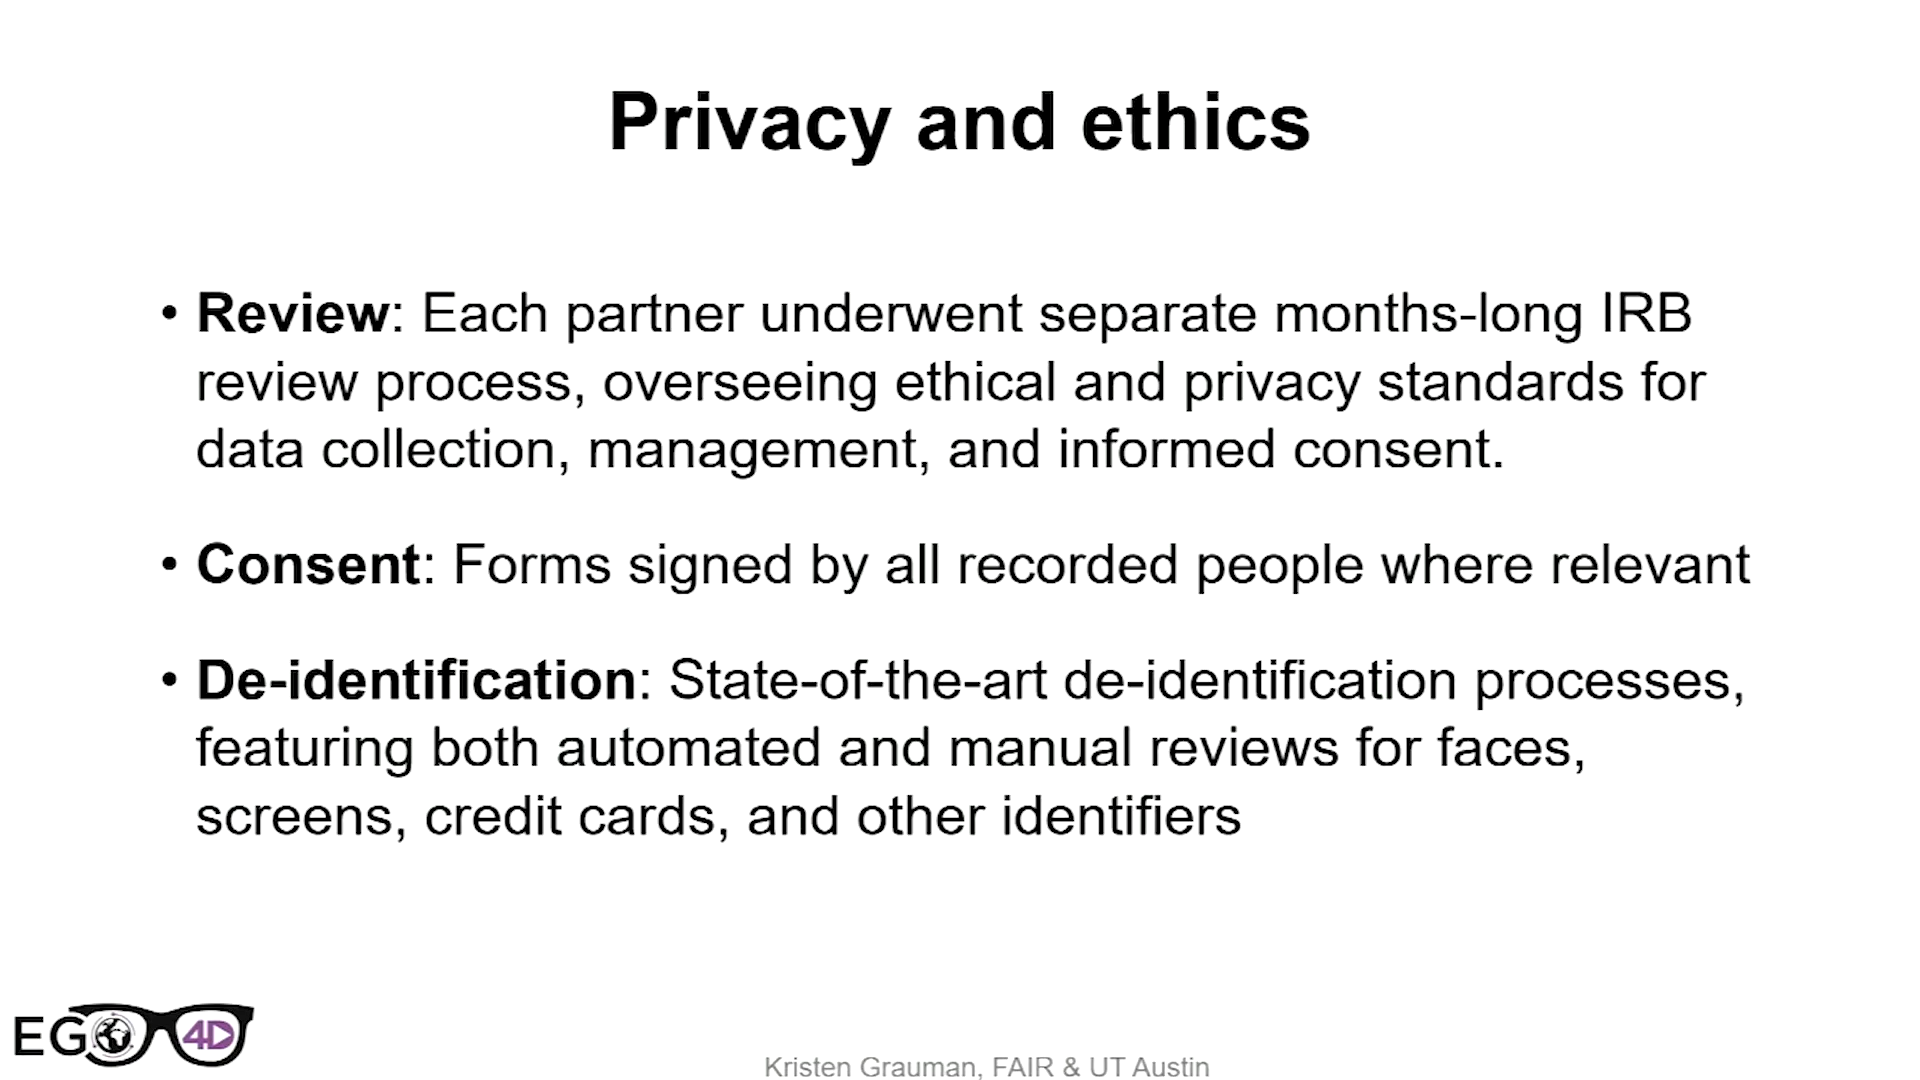 Privacy and ethics
• Review: Each partner underwent separate months-long IRB
review process, overseeing ethical and privacy standards for
data collection, management, and informed consent.
• Consent: Forms signed by all recorded people where relevant
• De-identification: State-of-the-art de-identification processes,
featuring both automated and manual reviews for faces,
screens, credit cards, and other identifiers
EGO4D
Kristen Grauman, FAIR & UT Austin